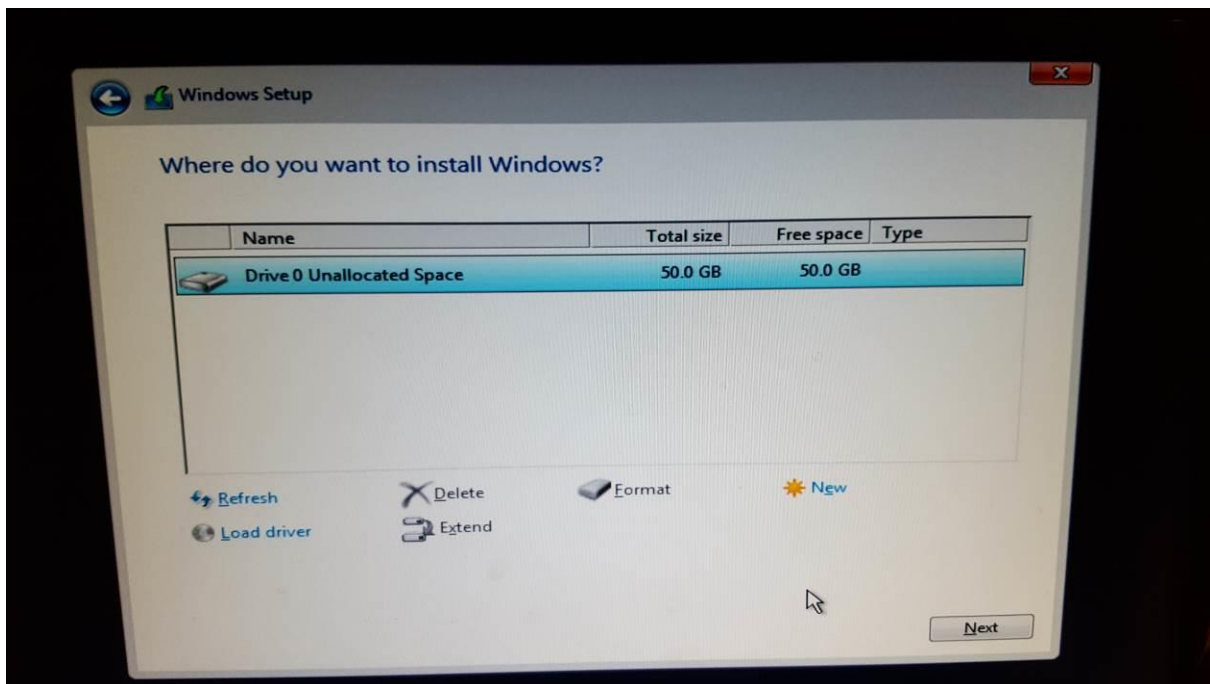 Windows Setup
Where do you want to install Windows?
Name Total size Free space Type
Drive 0 Unallocated Space 50.0 GB 50.0 GB
Refresh Delete Format New
Load driver Extend
Next